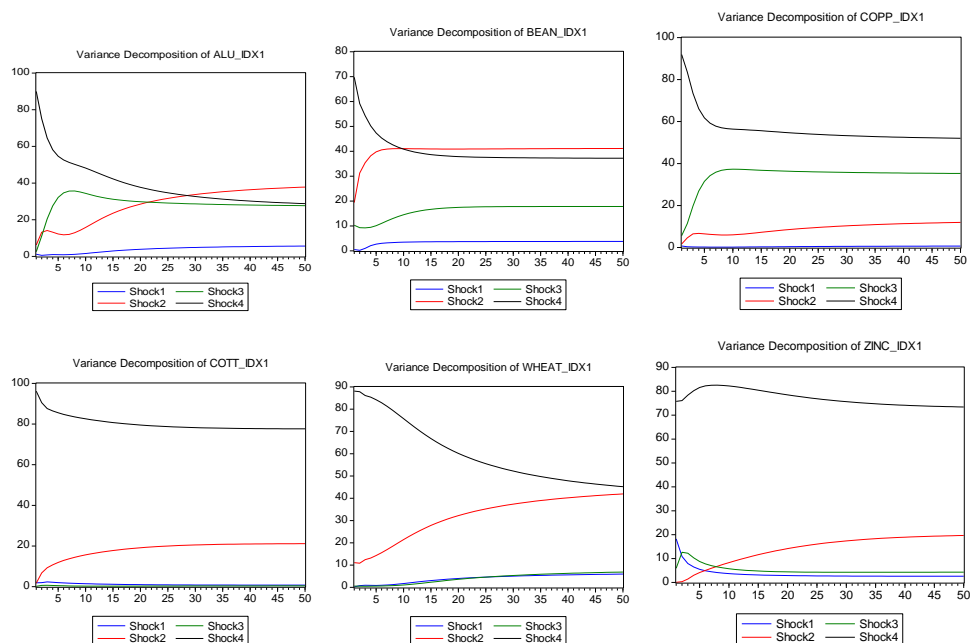 Variance Decomposition of ALU_IDX1
100
80
60
40
20
0
5 10 15 20 25 30 35 40 45 50
Shock1 Shock3
Shock2 Shock4
Variance Decomposition of BEAN_IDX1
80
70
60
50
40
30
20
10
0
5 10 15 20 25 30 35 40 45 50
Shock1 Shock3
Shock2 Shock4
Variance Decomposition of COPP_IDX1
100
80
60
40
20
0
5 10 15 20 25 30 35 40 45 50
Shock1 Shock3
Shock2 Shock4
Variance Decomposition of COTT_IDX1
100
80
60
40
20
0
5 10 15 20 25 30 35 40 45 50
Shock1 Shock3
Shock2 Shock4
Variance Decomposition of WHEAT_IDX1
90
80
70
60
50
40
30
20
10
0
5 10 15 20 25 30 35 40 45 50
Shock1 Shock3
Shock2 Shock4
Variance Decomposition of ZINC_IDX1
90
80
70
60
50
40
30
20
10
0
5 10 15 20 25 30 35 40 45 50
Shock1 Shock3
Shock2 Shock4